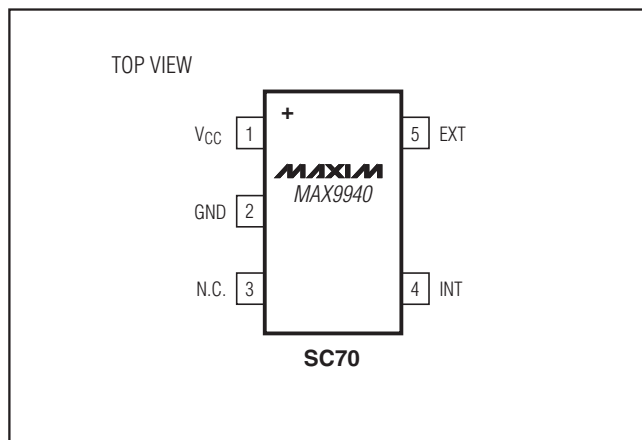 TOP VIEW
+
VCC 1
5 EXT
MAXIM
MAX9940
GND 2
N.C. 3
4 INT
SC70